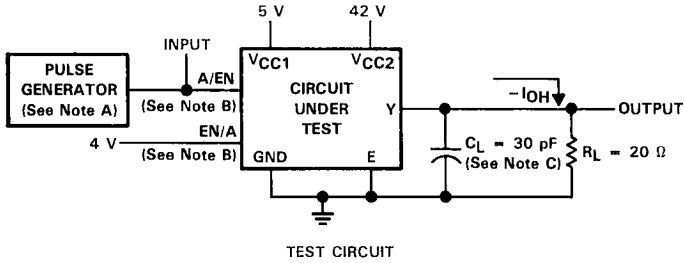 5 V
42 V
INPUT
PULSE
GENERATOR
(See Note A)
A/EN
(See Note B)
VCC1
VCC2
CIRCUIT
UNDER
TEST
Y
−IOH
OUTPUT
4 V
EN/A
(See Note B)
GND
E
CL = 30 pF
(See Note C)
RL = 20 Ω
TEST CIRCUIT